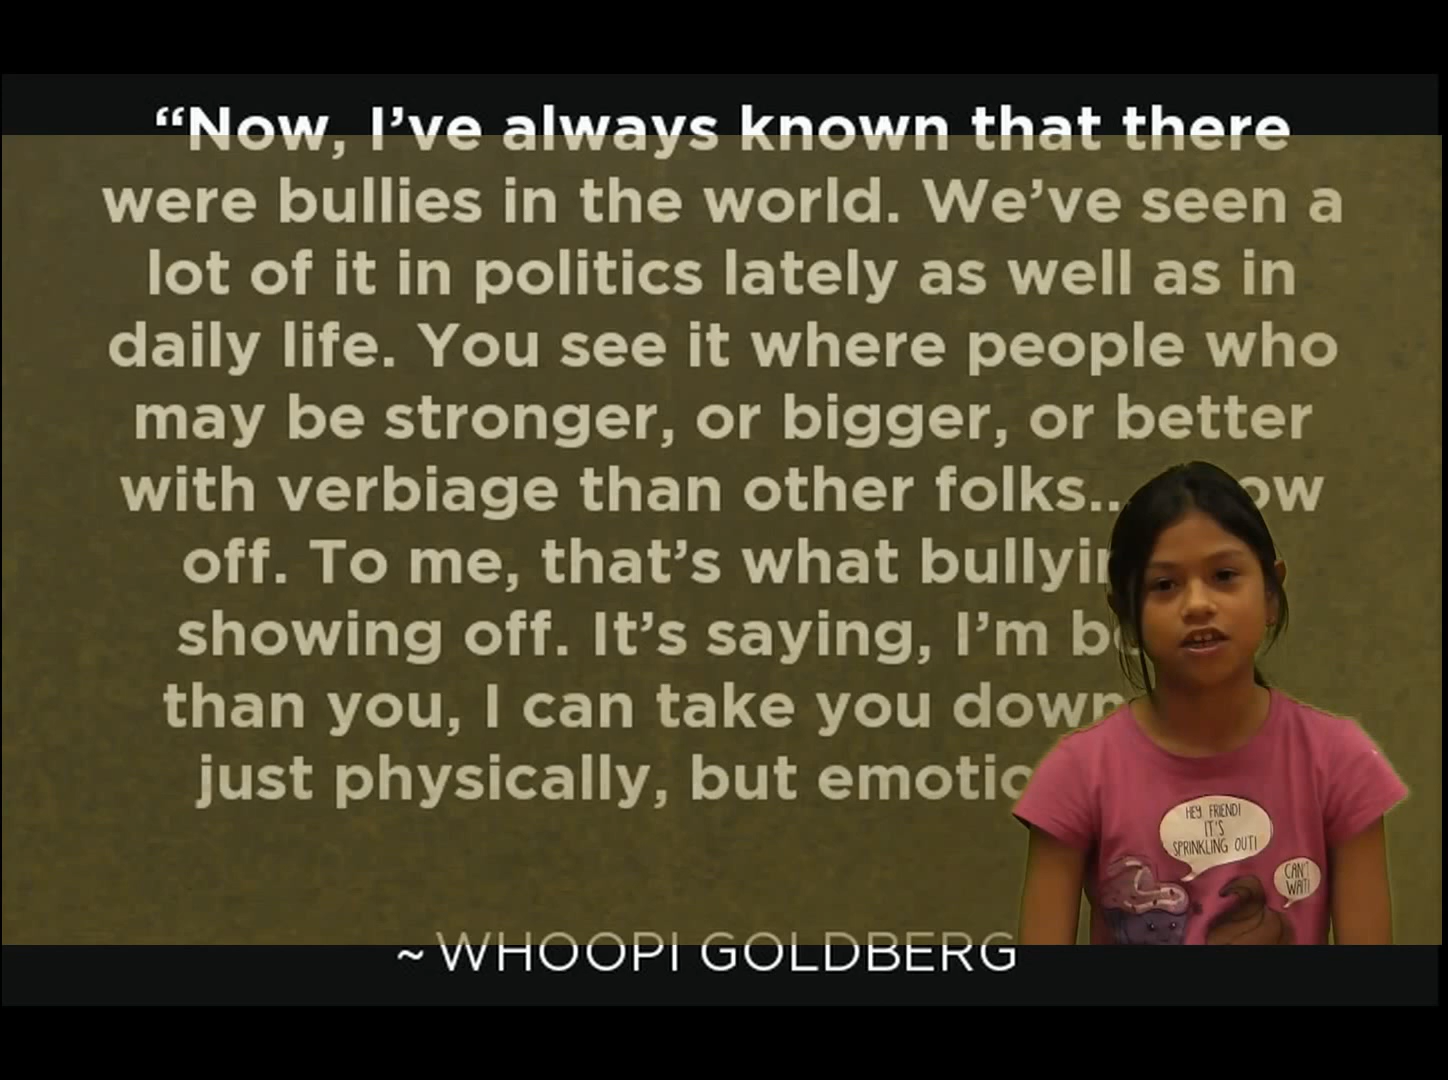 “Now, I’ve always known that there
were bullies in the world. We’ve seen a
lot of it in politics lately as well as in
daily life. You see it where people who
may be stronger, or bigger, or better
with verbiage than other folks..
off. To me, that’s what
showing off. It’s saying, I’m
than you, I can take you down
just physically, but
~ WHOOPI GOLDBERG
HEY FRIEND!
IT'S
SPRINKLING OUT!
CAN'T
WAIT!